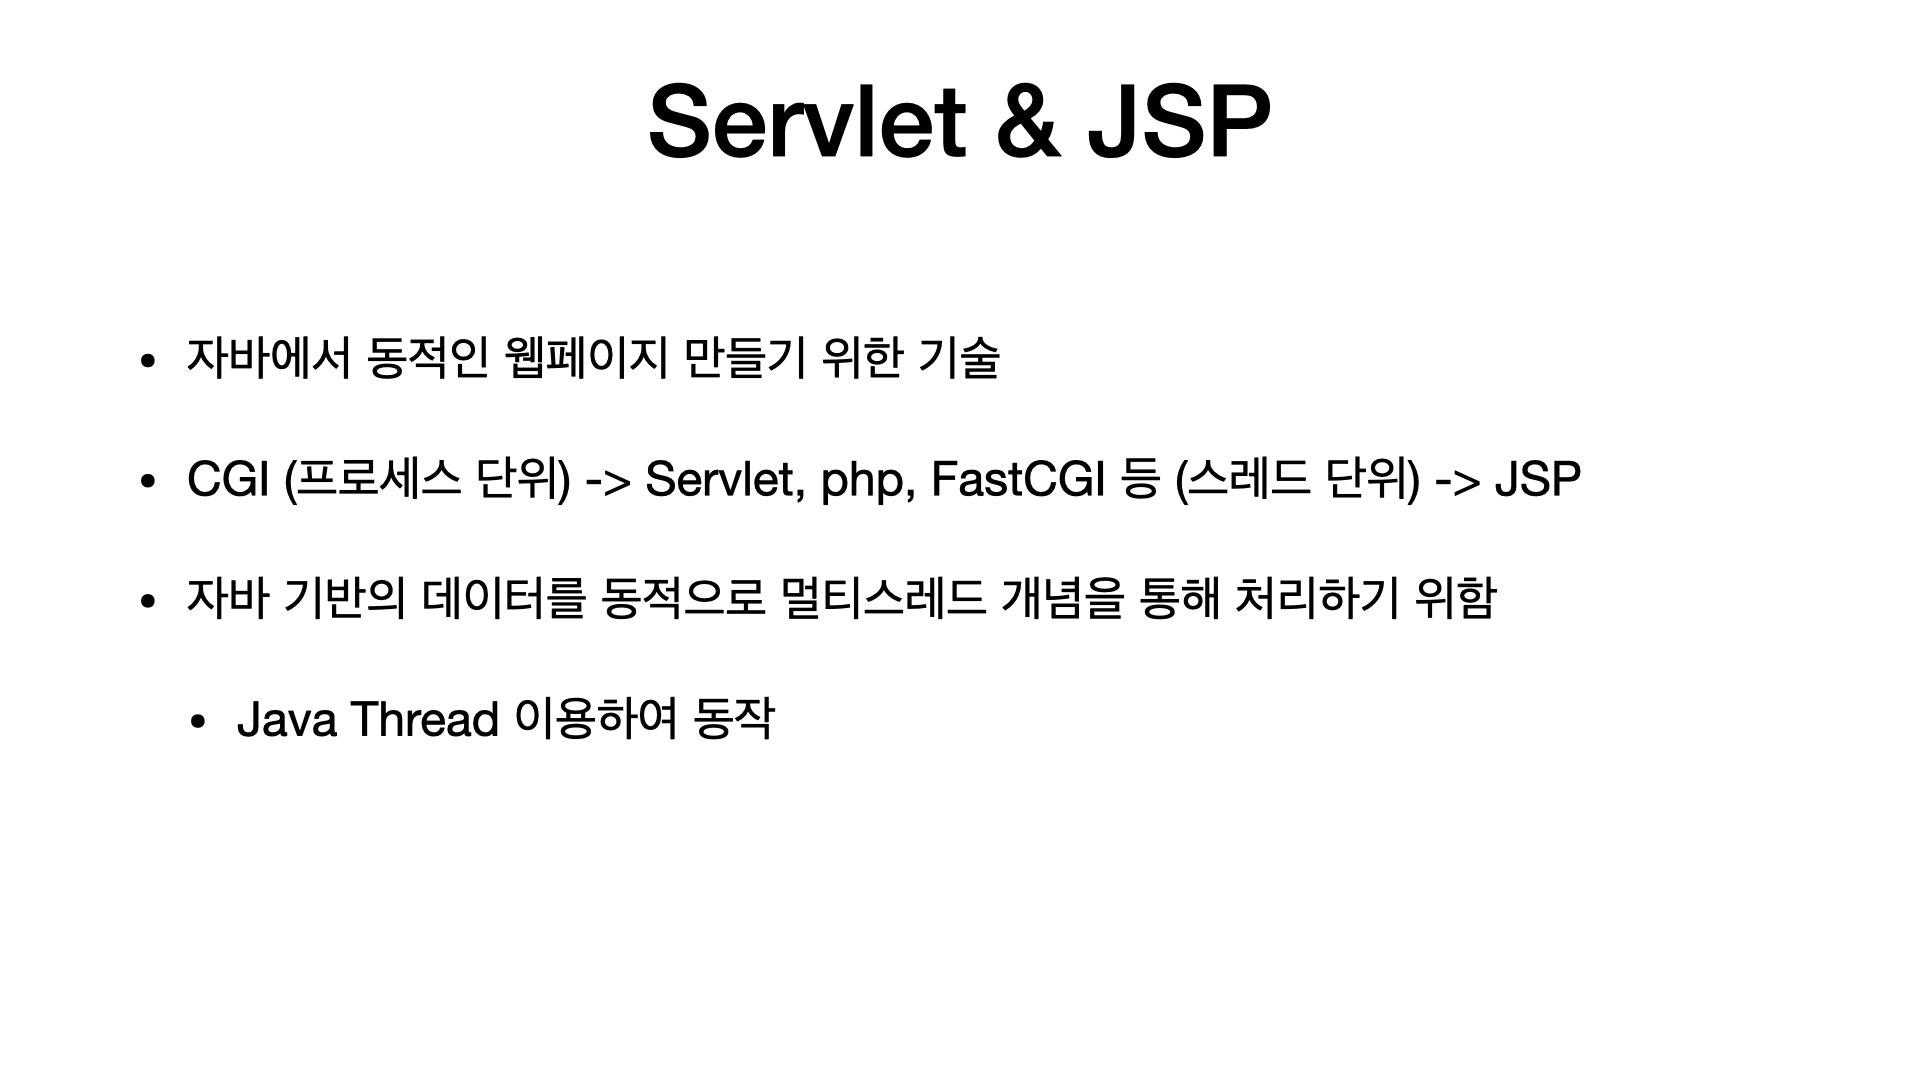 Servlet & JSP
• 자바에서 동적인 웹페이지 만들기 위한 기술
• CGI (프로세스 단위) -> Servlet, php, FastCGI 등 (스레드 단위) -> JSP
• 자바 기반의 데이터를 동적으로 멀티스레드 개념을 통해 처리하기 위함
• Java Thread 이용하여 동작